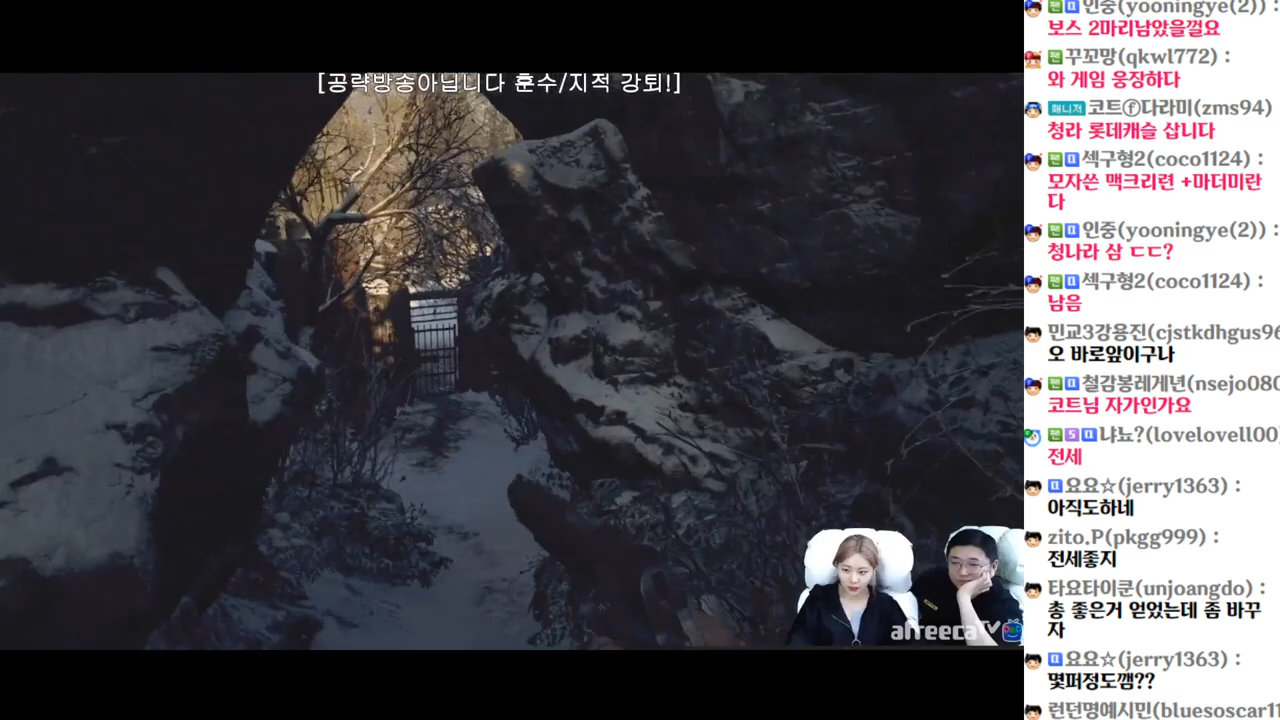 [공략방송아닙니다 훈수/지적 강퇴!]
팬 인중(yooningye(2)) :
보스 2마리남았을껄요
팬 꾸꼬망(qkwl772) :
와 게임 웅장하다
매니저 코트ⓕ다라미(zms94)
청라 롯데캐슬 삽니다
팬 섹구형2(coco1124) :
모자쓴 맥크리련 +마더미란
다
팬 인중(yooningye(2)) :
청나라 삼 ㄷㄷ?
팬 섹구형2(coco1124) :
남음
민교3강용진(cjstkdhgus96
오 바로앞이구나
팬 철감봉레게년(nsejo080
코트님 자가인가요
팬 S 냐뇨?(lovelovell00
전세
요요☆(jerry1363) :
아직도하네
zito.P(pkgg999) :
전세좋지
타요타이쿤(unjoangdo) :
총 좋은거 얻었는데 좀 바꾸
자
요요☆(jerry1363) :
몇퍼정도깸??
런던명예시민(bluesoscar11
afreecaTV